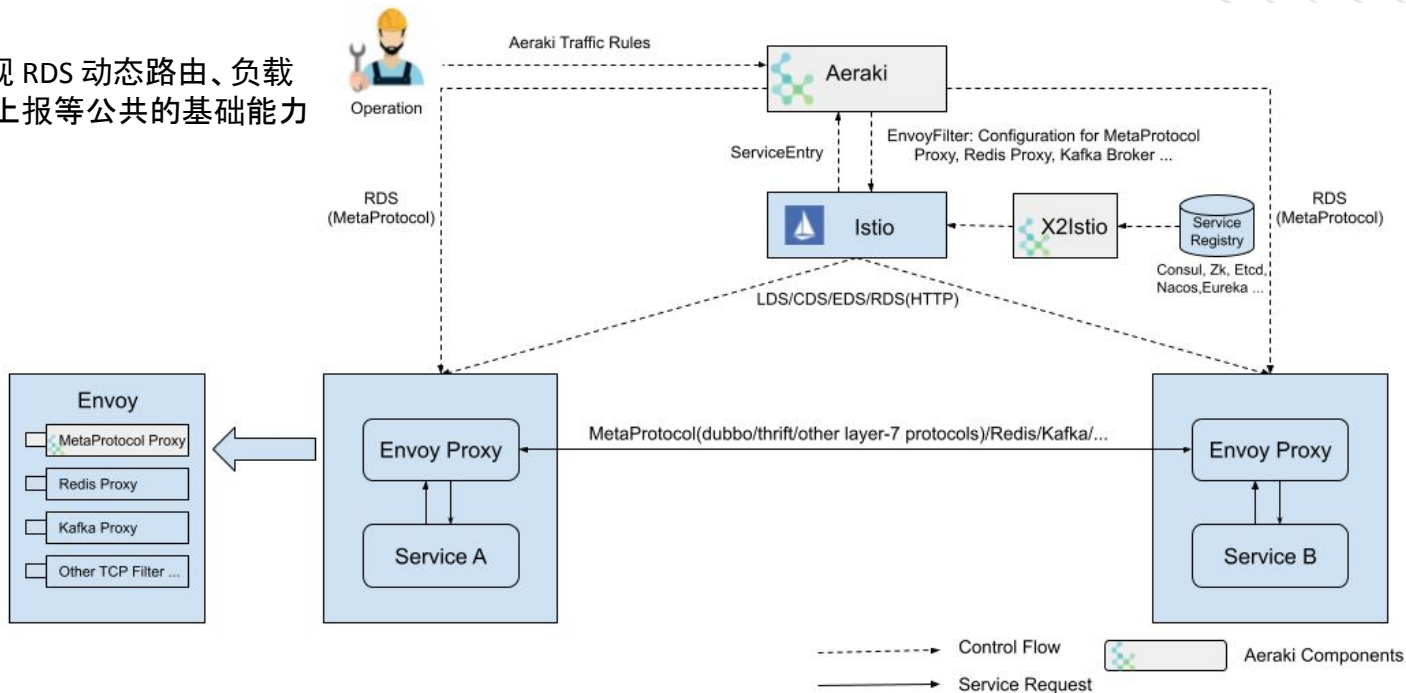 现 RDS 动态路由、负载
上报等公共的基础能力
Operation
Aeraki Traffic Rules
Aeraki
ServiceEntry
EnvoyFilter: Configuration for MetaProtocol
Proxy, Redis Proxy, Kafka Broker ...
RDS
(MetaProtocol)
Istio
X2Istio
Service
Registry
Consul, Zk, Etcd,
Nacos,Eureka ...
RDS
(MetaProtocol)
LDS/CDS/EDS/RDS(HTTP)
Envoy
MetaProtocol Proxy
Redis Proxy
Kafka Proxy
Other TCP Filter ...
Envoy Proxy
Service A
MetaProtocol(dubbo/thrift/other layer-7 protocols)/Redis/Kafka/...
Envoy Proxy
Service B
Control Flow
Service Request
Aeraki Components